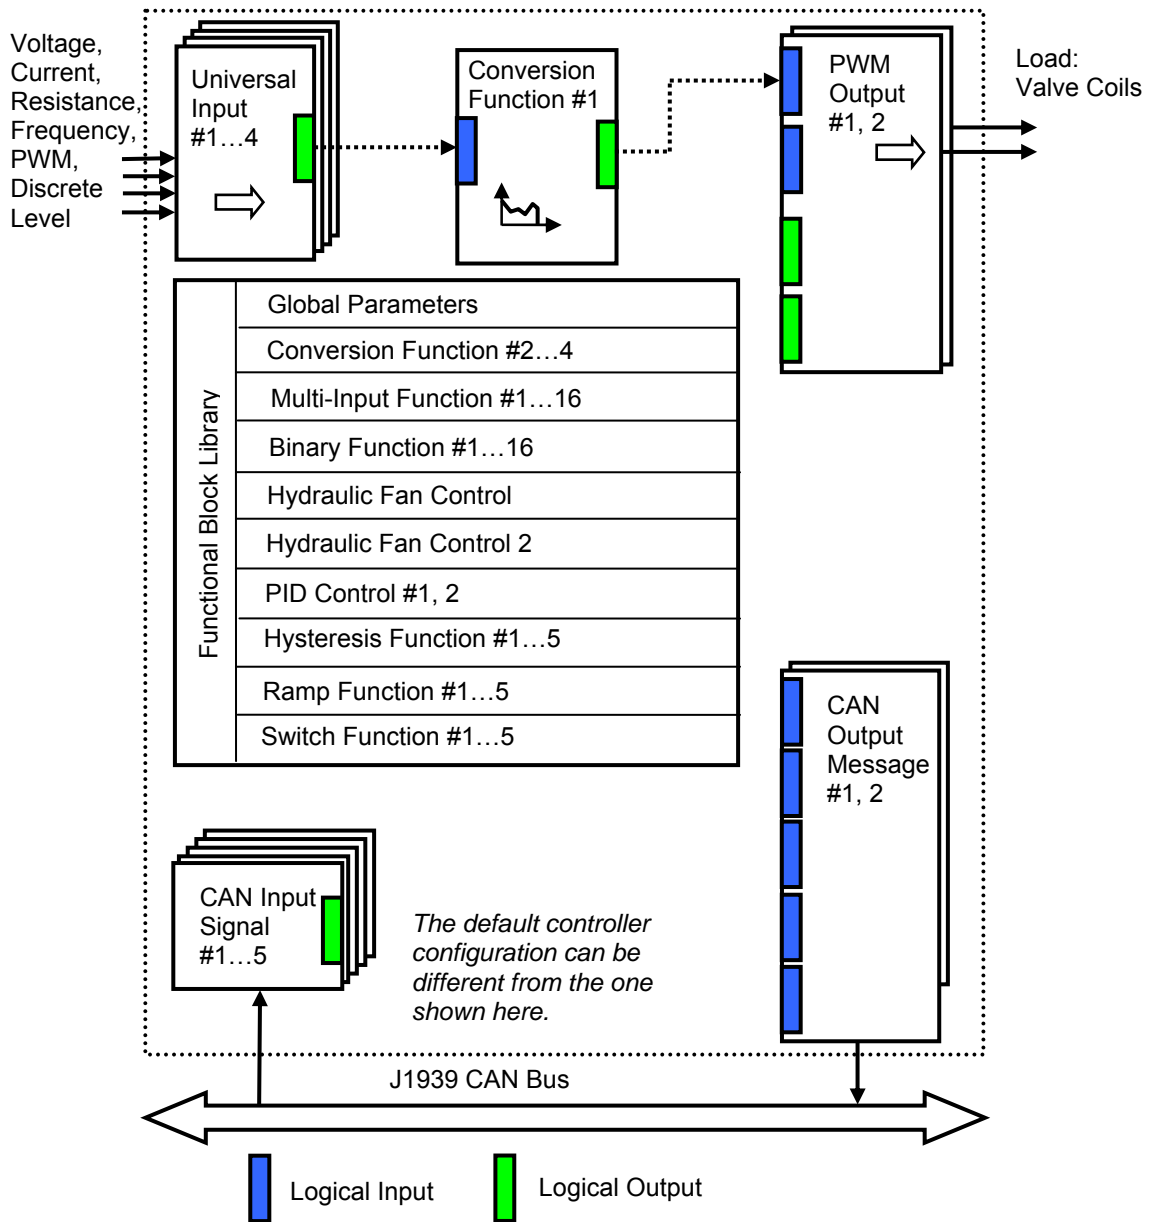 Voltage,
Current,
Resistance,
Frequency,
PWM,
Discrete
Level
Universal
Input
#1…4
Conversion
Function #1
PWM
Output
#1, 2
Load:
Valve Coils
Functional Block Library
Global Parameters
Conversion Function #2…4
Multi-Input Function #1…16
Binary Function #1…16
Hydraulic Fan Control
Hydraulic Fan Control 2
PID Control #1, 2
Hysteresis Function #1…5
Ramp Function #1…5
Switch Function #1…5
CAN
Output
Message
#1, 2
CAN Input
Signal
#1…5
The default controller
configuration can be
different from the one
shown here.
J1939 CAN Bus
Logical Input
Logical Output